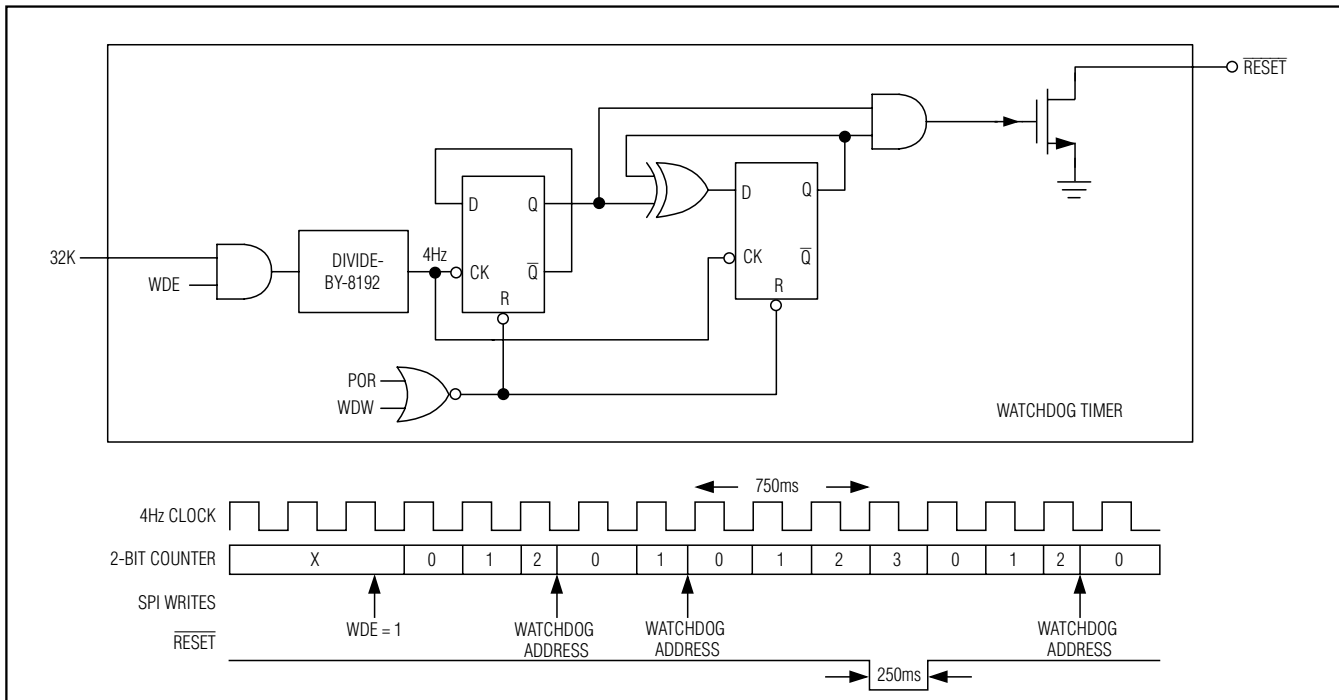 R̅E̅S̅E̅T̅
D
Q
D
Q
32K
WDE
DIVIDE-
BY-8192
4Hz
CK
Q̅
CK
Q̅
R
R
POR
WDW
WATCHDOG TIMER
750ms
4Hz CLOCK
2-BIT COUNTER
X 0 1 2 0 1 0 1 2 3 0 1 2 0
SPI WRITES
WDE = 1
WATCHDOG
ADDRESS
WATCHDOG
ADDRESS
WATCHDOG
ADDRESS
R̅E̅S̅E̅T̅
250ms